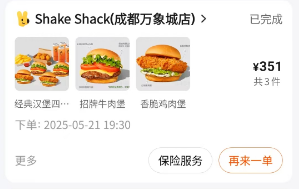 Shake Shack(成都万象城店) >
已完成
¥351
共3件
经典汉堡四… 招牌牛肉堡 香脆鸡肉堡
下单: 2025-05-21 19:30
更多 保险服务 再来一单